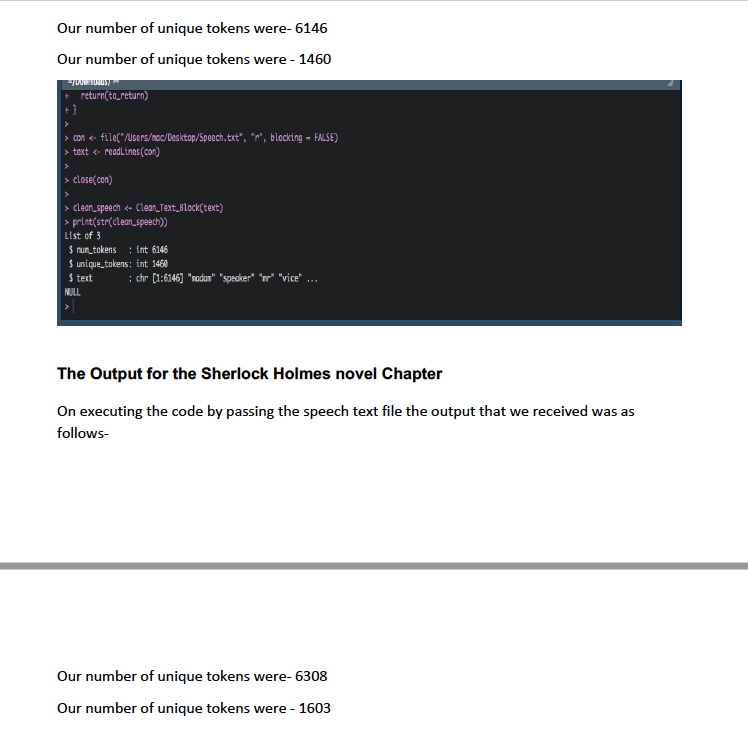 Our number of unique tokens were- 6146
Our number of unique tokens were - 1460
~/Downloads/
+ return(to_return)
+ }
>
> con <- file("/Users/mac/Desktop/Speech.txt", "r", blocking = FALSE)
> text <- readLines(con)
>
> close(con)
>
> clean_speech <- Clean_Text_Block(text)
> print(str(clean_speech))
List of 3
$ num_tokens : int 6146
$ unique_tokens: int 1460
$ text : chr [1:6146] "madam" "speaker" "mr" "vice" ...
NULL
>
The Output for the Sherlock Holmes novel Chapter
On executing the code by passing the speech text file the output that we received was as
follows-
Our number of unique tokens were- 6308
Our number of unique tokens were - 1603